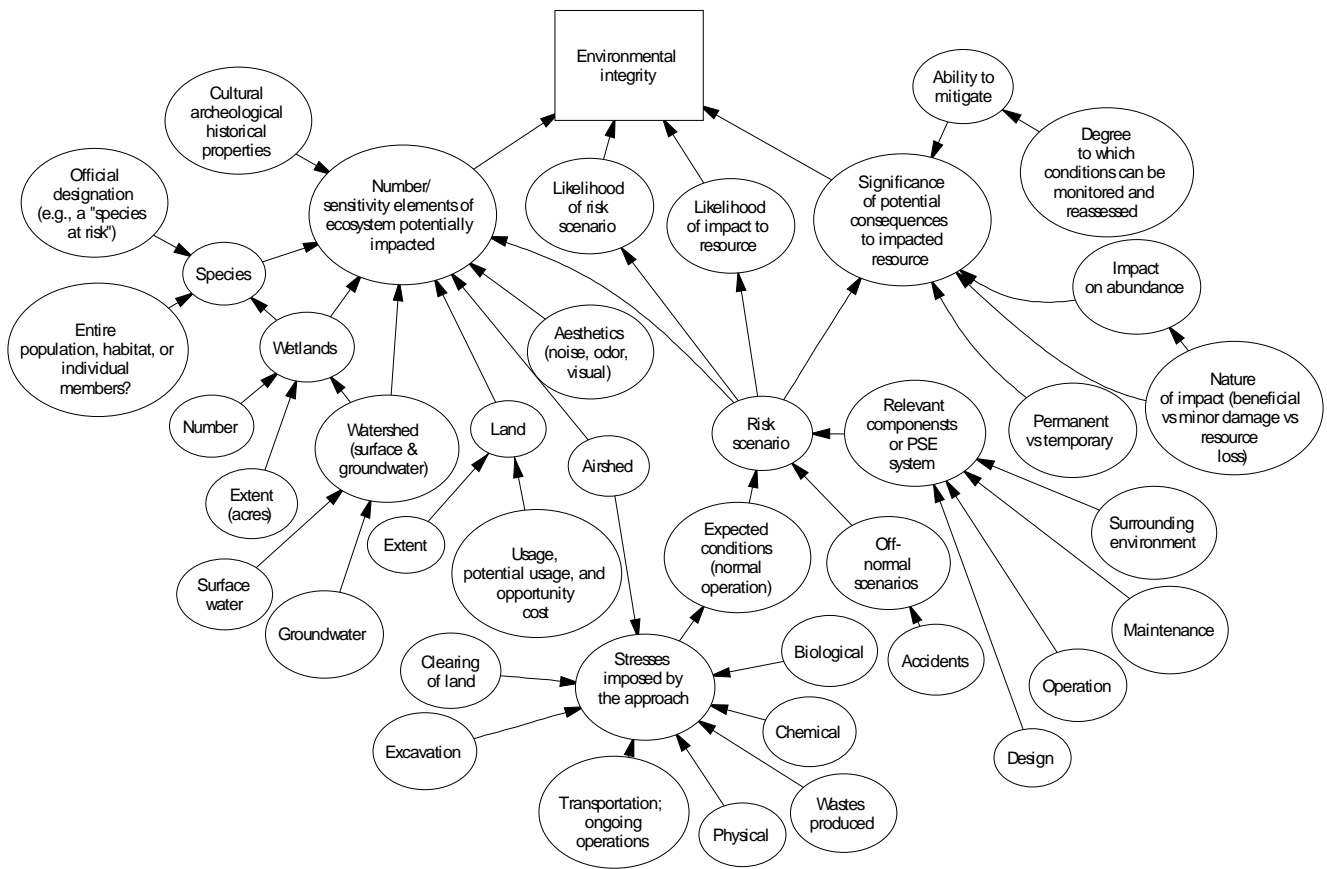 Environmental
integrity
Ability to
mitigate
Cultural
archeological
historical
properties
Degree
to which
conditions can be
monitored and
reassessed
Official
designation
(e.g., a "species
at risk")
Number/
sensitivity elements of
ecosystem potentially
impacted
Likelihood
of risk
scenario
Likelihood
of impact to
resource
Significance
of potential
consequences
to impacted
resource
Species
Impact
on abundance
Entire
population, habitat, or
individual
members?
Wetlands
Aesthetics
(noise, odor,
visual)
Nature
of impact (beneficial
vs minor damage vs
resource
loss)
Number
Watershed
(surface &
groundwater)
Land
Risk
scenario
Relevant
componensts
or PSE
system
Permanent
vs temporary
Airshed
Extent
(acres)
Extent
Usage,
potential usage, and
opportunity
cost
Expected
conditions
(normal
operation)
Off-
normal
scenarios
Surrounding
environment
Surface
water
Groundwater
Maintenance
Clearing
of land
Stresses
imposed by
the approach
Biological
Accidents
Operation
Excavation
Chemical
Design
Transportation;
ongoing
operations
Physical
Wastes
produced